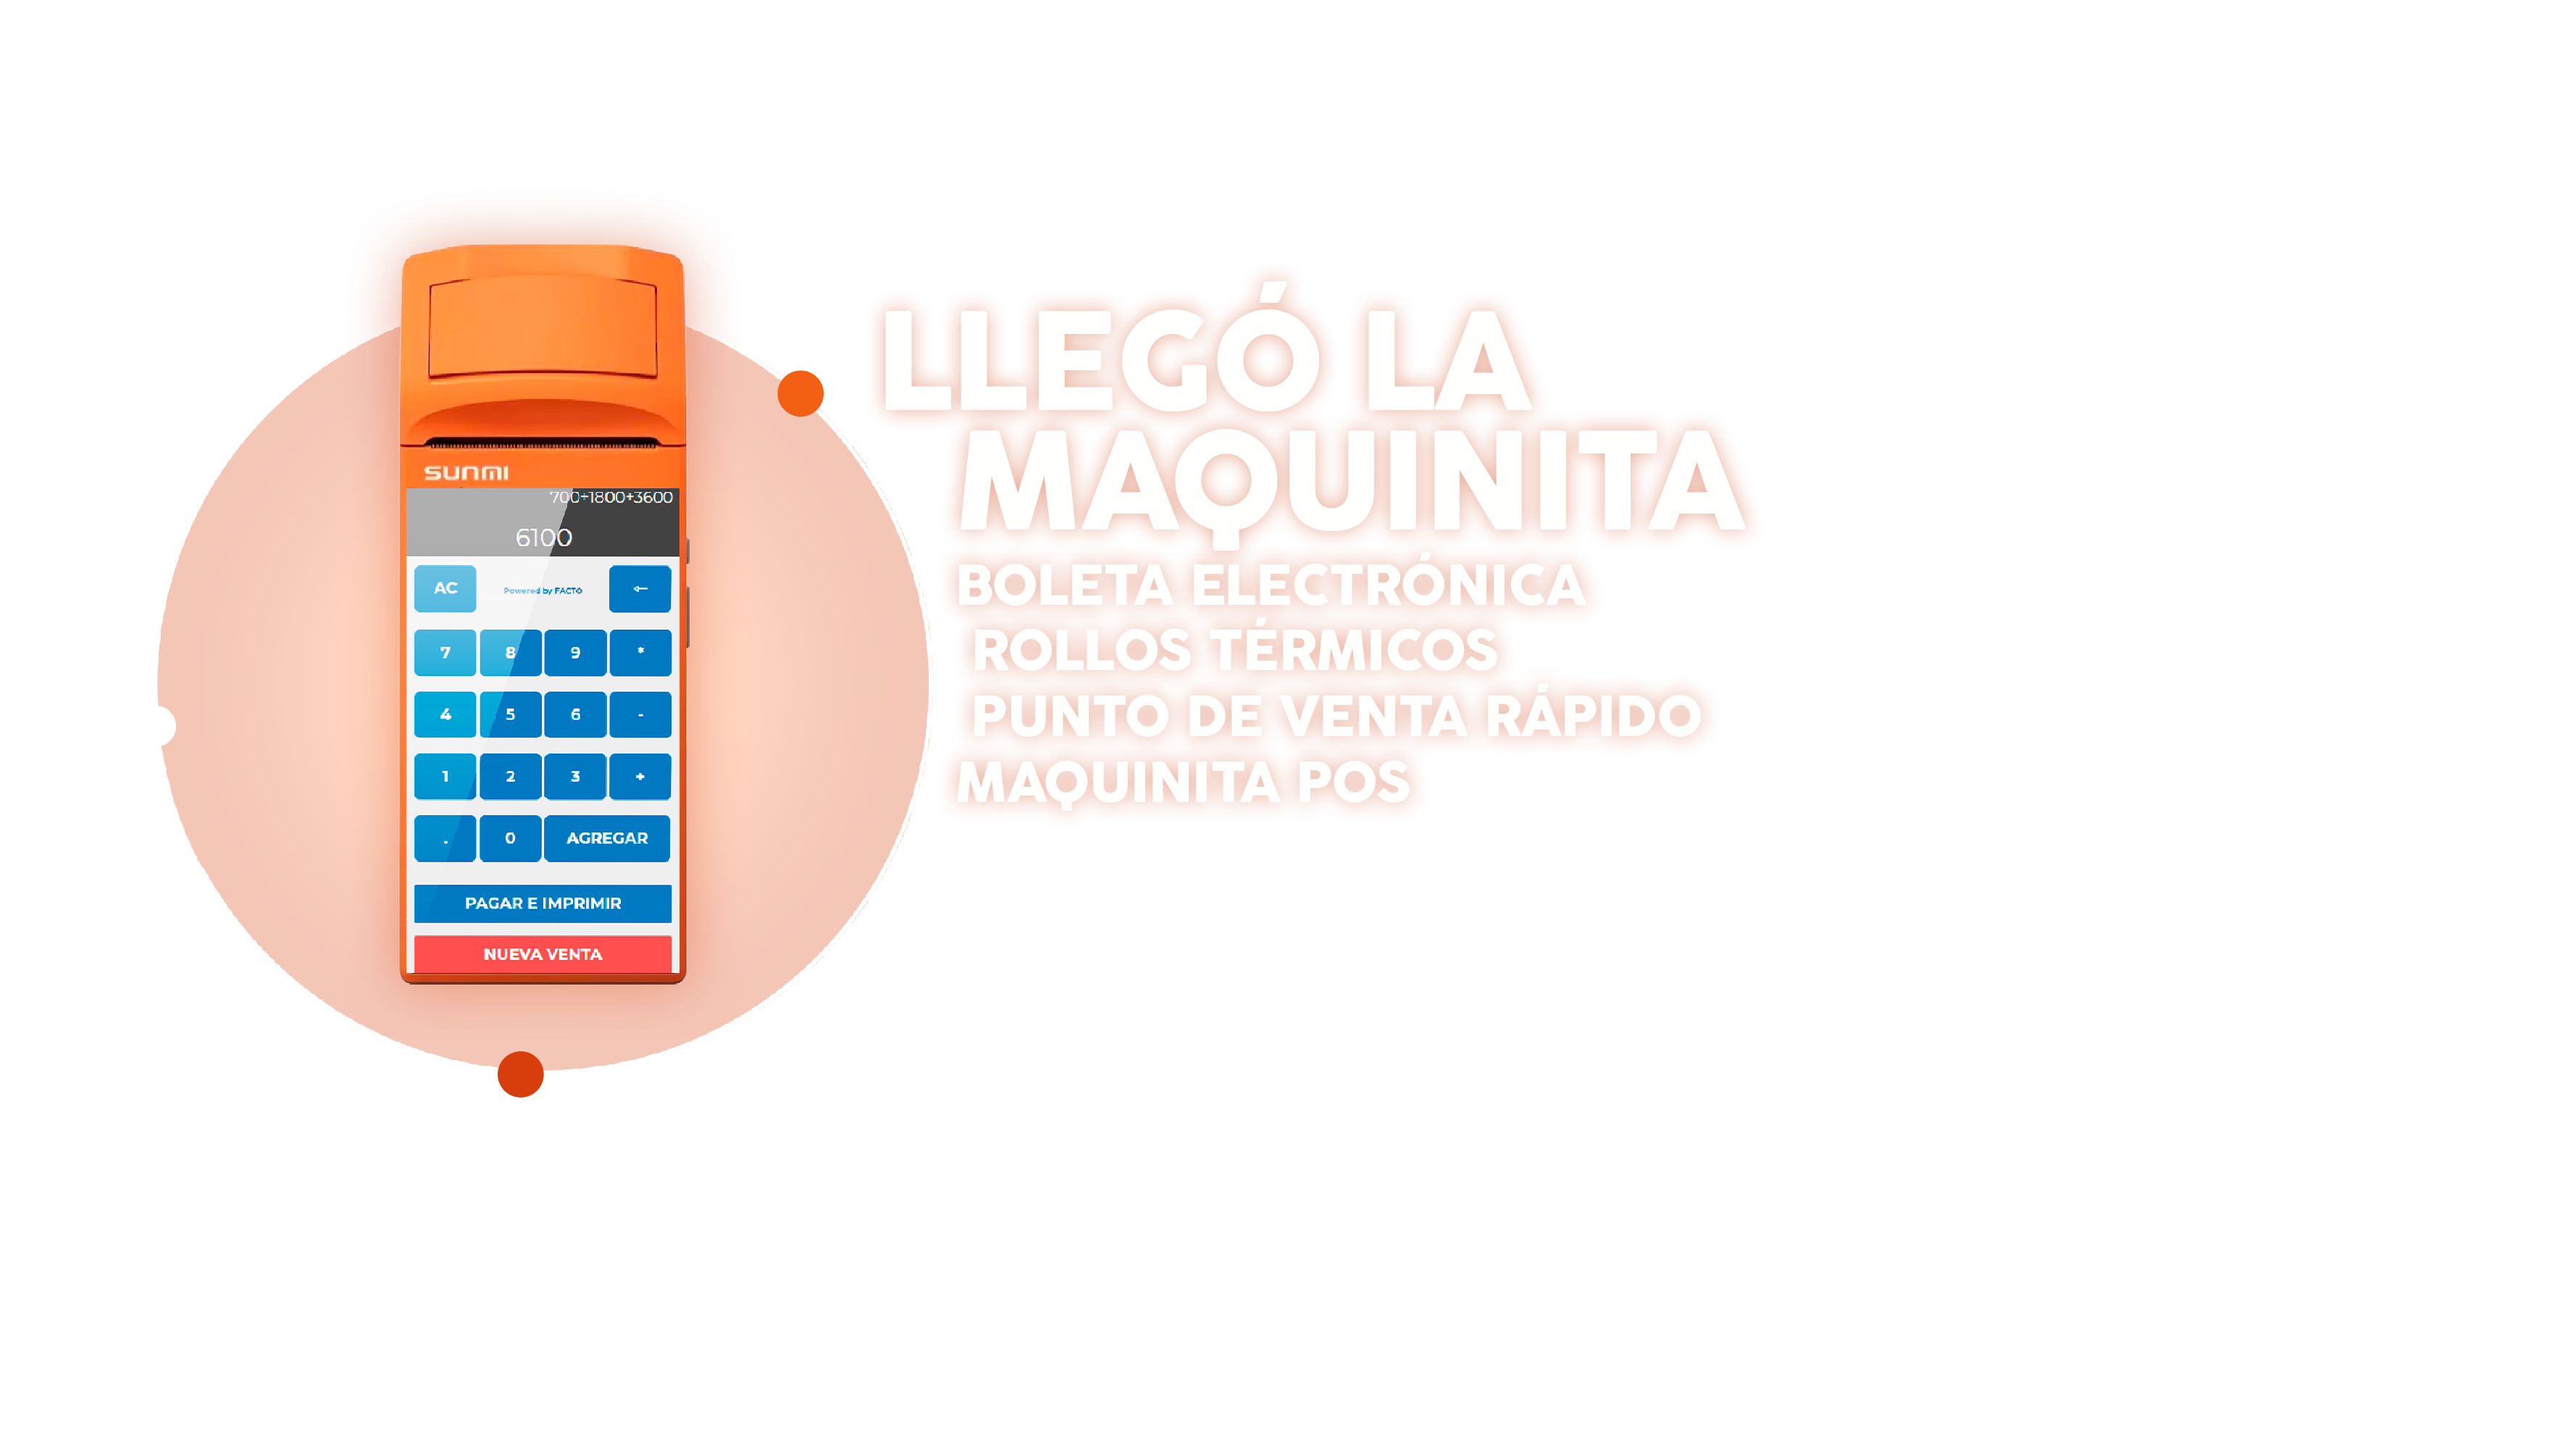 LLEGÓ LA
MAQUINITA
BOLETA ELECTRÓNICA
ROLLOS TÉRMICOS
PUNTO DE VENTA RÁPIDO
MAQUINITA POS
SUNMI
700+1800+3600
6100
AC Powered by FACTO ←
7 8 9 *
4 5 6 -
1 2 3 +
. 0 AGREGAR
PAGAR E IMPRIMIR
NUEVA VENTA